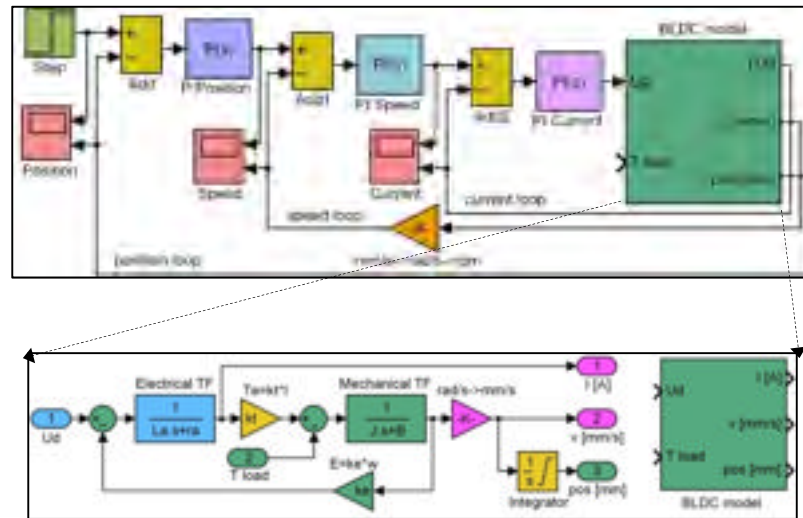 BLDC model
Step
Add
P Position
Add1
PI Speed
Add2
PI Current
T load
Position
Speed
Current
speed loop
current loop
position loop
Electrical TF
Te=kt*I
Mechanical TF
rad/s->mm/s
1
I [A]
1
Ud
1
La.s+ra
kt
1
J.s+B
-K-
2
v [mm/s]
2
T load
E=ke*w
ke
1
s
Integrator
3
pos [mm]
Ud
T load
I [A]
v [mm/s]
pos [mm]
BLDC model